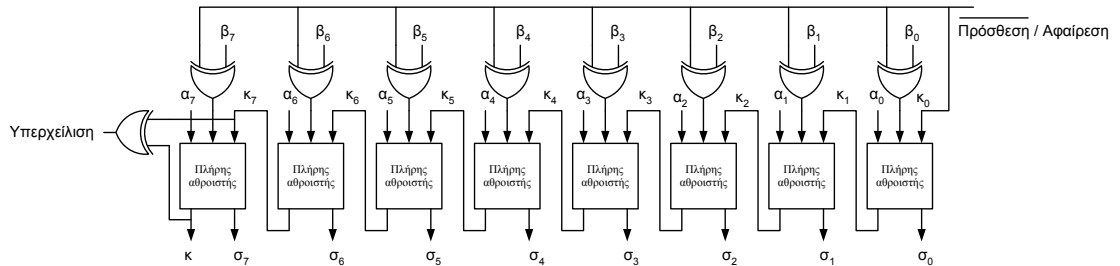 β₇ β₆ β₅ β₄ β₃ β₂ β₁ β₀
Πρόσθεση / Αφαίρεση
α₇ κ₇ α₆ κ₆ α₅ κ₅ α₄ κ₄ α₃ κ₃ α₂ κ₂ α₁ κ₁ α₀ κ₀
Υπερχείλιση
Πλήρης αθροιστής
Πλήρης αθροιστής
Πλήρης αθροιστής
Πλήρης αθροιστής
Πλήρης αθροιστής
Πλήρης αθροιστής
Πλήρης αθροιστής
Πλήρης αθροιστής
κ σ₇ σ₆ σ₅ σ₄ σ₃ σ₂ σ₁ σ₀